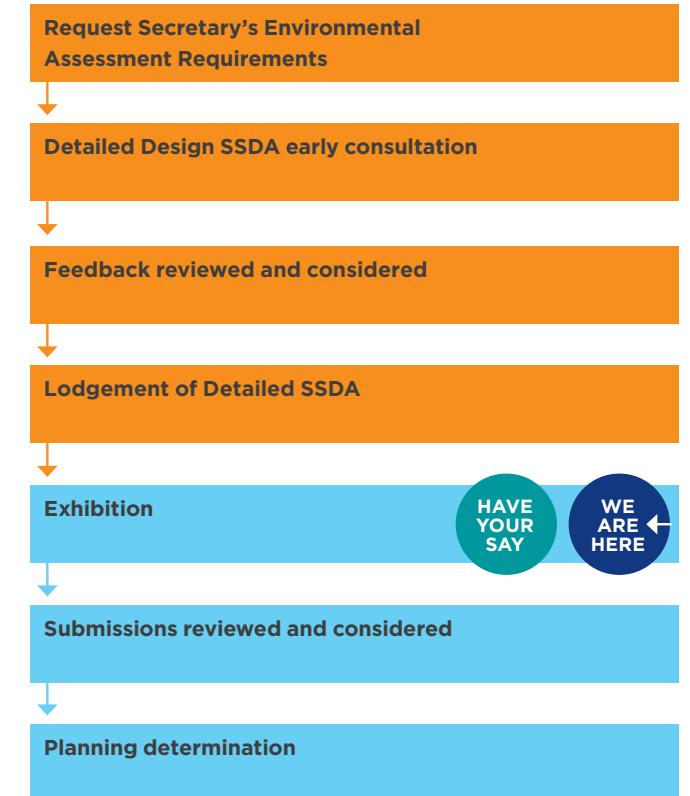 Request Secretary’s Environmental
Assessment Requirements
Detailed Design SSDA early consultation
Feedback reviewed and considered
Lodgement of Detailed SSDA
Exhibition
HAVE
YOUR
SAY
WE
ARE
HERE
Submissions reviewed and considered
Planning determination